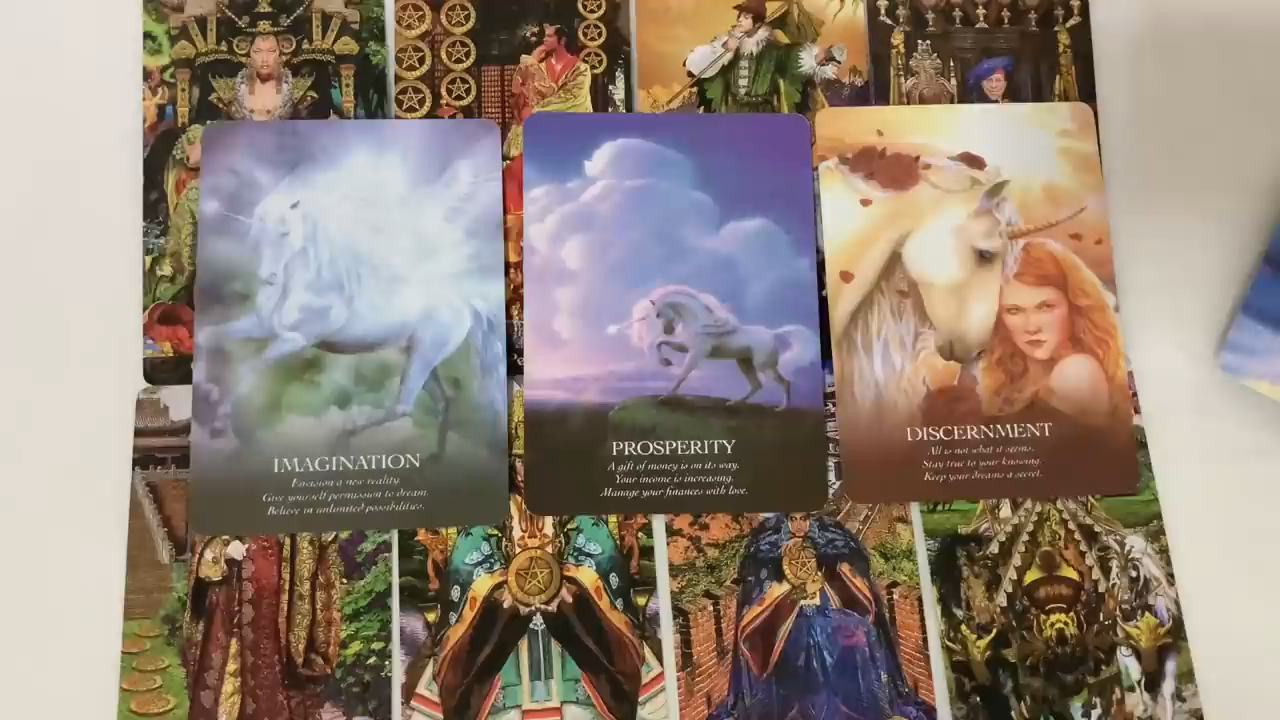 IMAGINATION
Envision a new reality.
Give yourself permission to dream.
Believe in unlimited possibilities.
PROSPERITY
A gift of money is on its way.
Your income is increasing.
Manage your finances with love.
DISCERNMENT
All is not what it seems.
Stay true to your knowing.
Keep your dreams a secret.